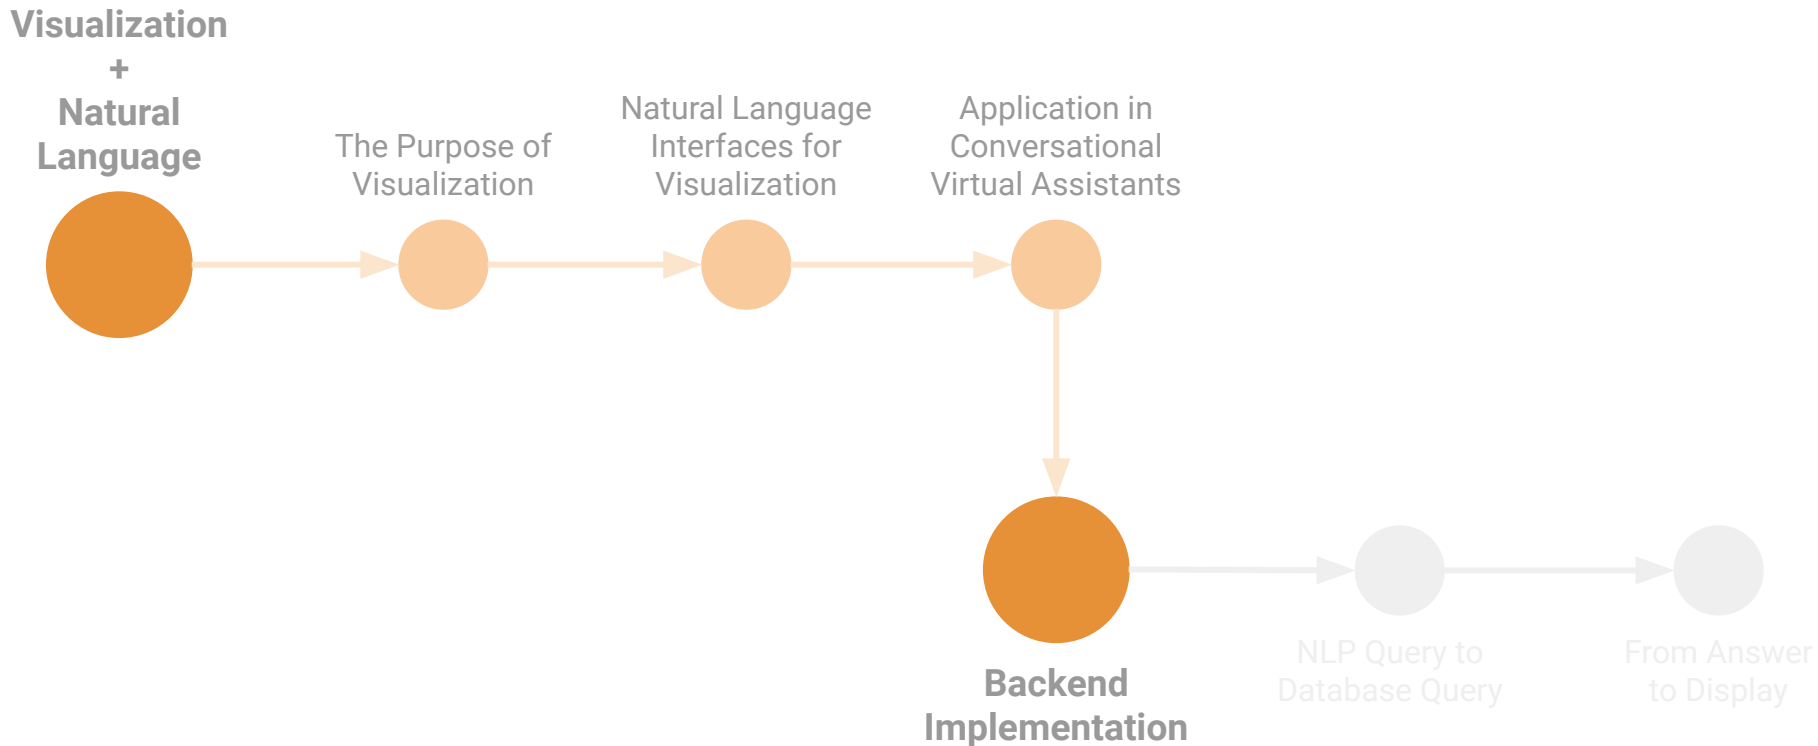 Visualization
+
Natural
Language
The Purpose of
Visualization
Natural Language
Interfaces for
Visualization
Application in
Conversational
Virtual Assistants
Backend
Implementation
NLP Query to
Database Query
From Answer
to Display